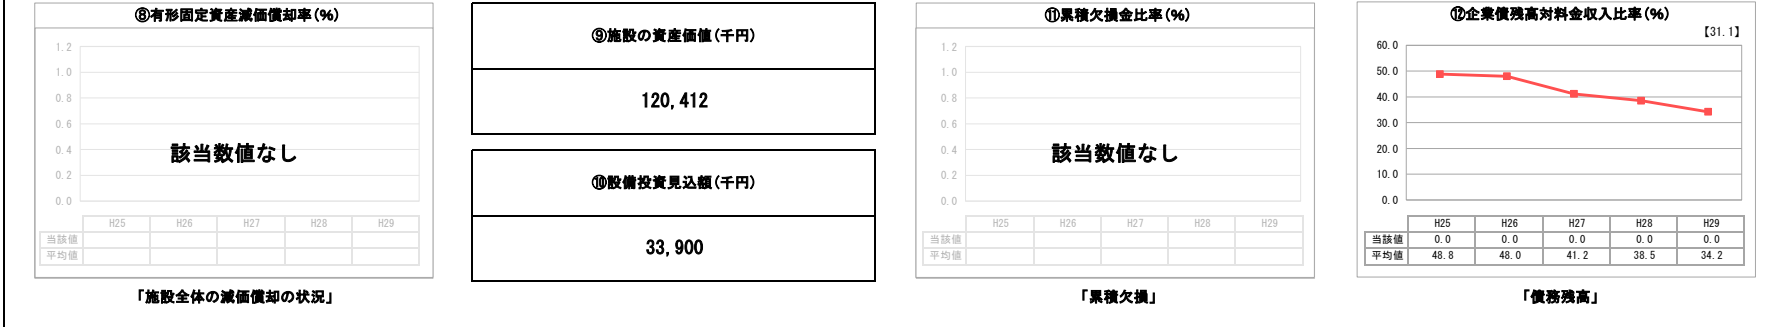 ⑧有形固定資産減価償却率(%)
1.2
1.0
0.8
0.6
0.4
0.2
0.0
該当数値なし
H25 H26 H27 H28 H29
当該値
平均値
「施設全体の減価償却の状況」
⑨施設の資産価値(千円)
120,412
⑩設備投資見込額(千円)
33,900
⑪累積欠損金比率(%)
1.2
1.0
0.8
0.6
0.4
0.2
0.0
該当数値なし
H25 H26 H27 H28 H29
当該値
平均値
「累積欠損」
⑫企業債残高対料金収入比率(%)
【31.1】
60.0
50.0
40.0
30.0
20.0
10.0
0.0
H25 H26 H27 H28 H29
当該値 0.0 0.0 0.0 0.0 0.0
平均値 48.8 48.0 41.2 38.5 34.2
「債務残高」